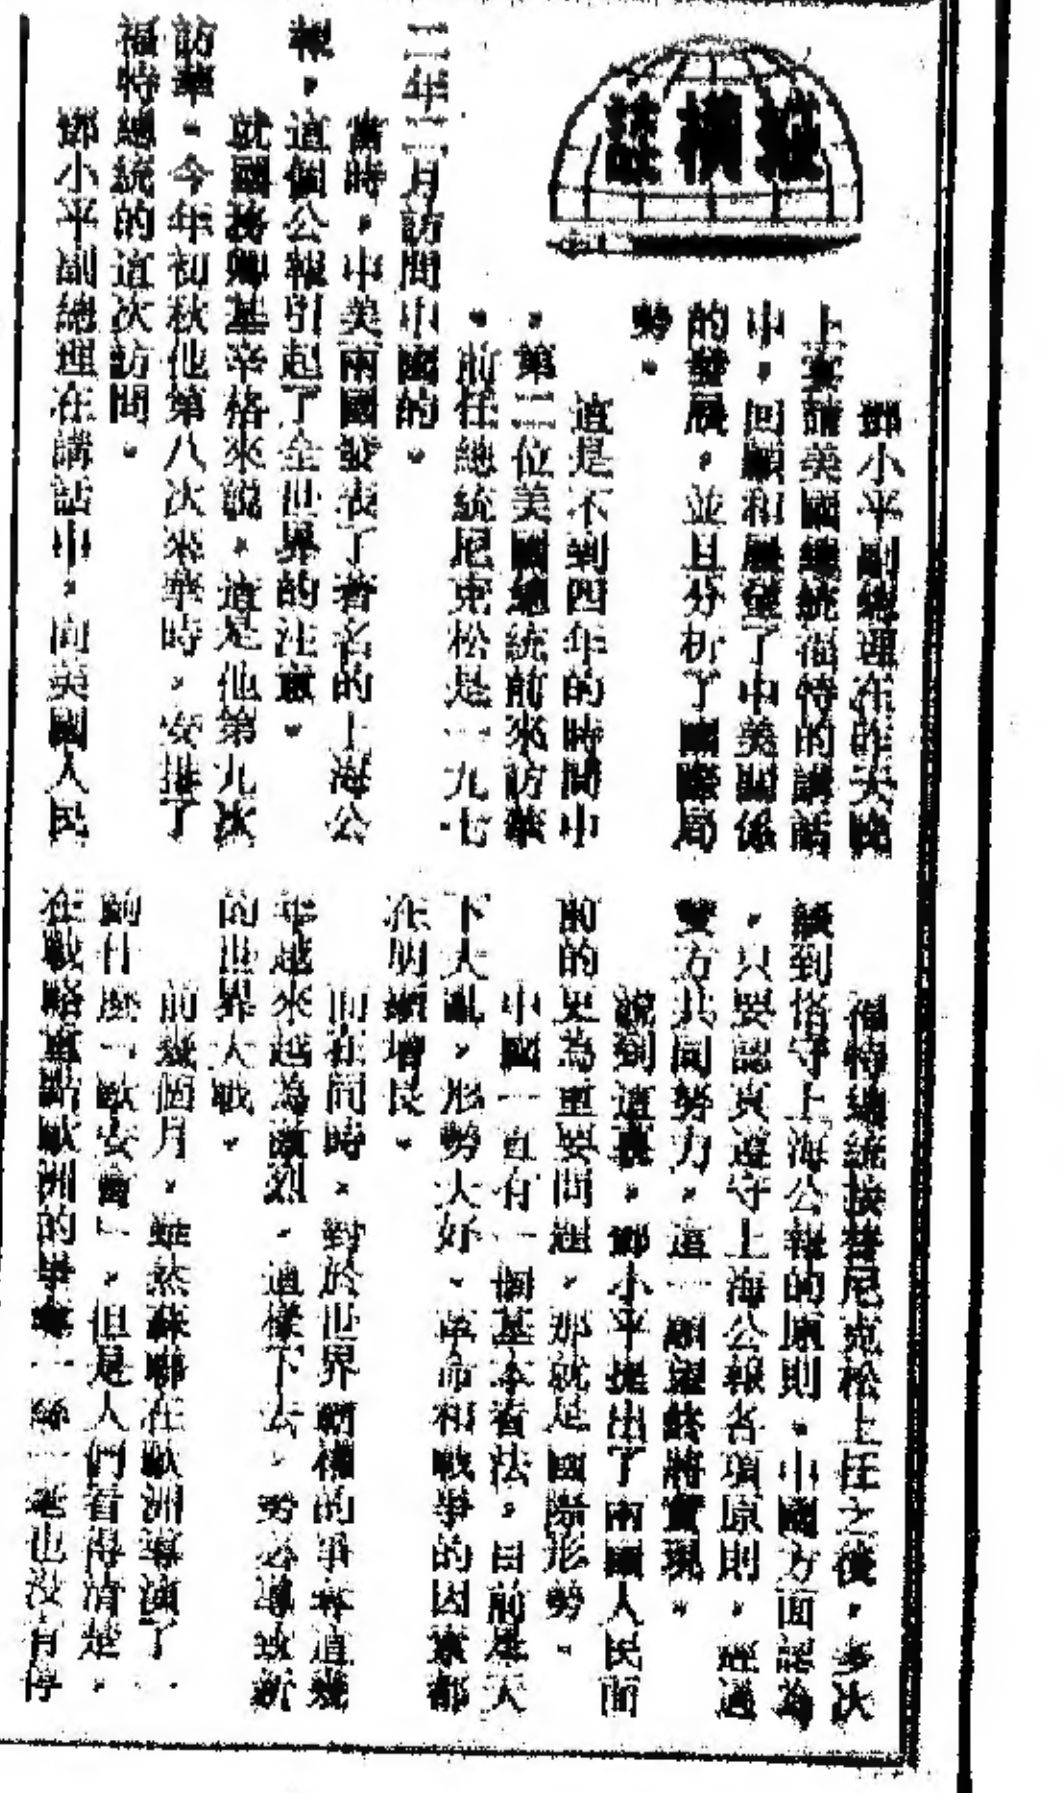 縱橫談
鄧小平副總理在昨天晚
上宴請美國總統福特的講話
中，回顧和展望了中美關係
的發展，並且分析了國際局
勢。
這是不到四年的時間中
，第二位美國總統前來訪華
。前任總統尼克松是一九七
二年二月訪問中國的。
當時，中美兩國發表了著名的上海公
報，這個公報引起了全世界的注意。
就國務卿基辛格來說，這是他第九次
訪華。今年初秋他第八次來華時，安排了
福特總統的這次訪問。
鄧小平副總理在講話中，向美國人民
福特總統接替尼克松上任之後，多次
提到恪守上海公報的原則。中國方面認為
，只要認真遵守上海公報各項原則，經過
雙方共同努力，這一願望終將實現。
說到這裏，鄧小平提出了兩國人民面
前的更為重要問題，那就是國際形勢。
中國一直有一個基本看法，目前是天
下大亂，形勢大好。革命和戰爭的因素都
在明顯增長。
而在同時，對於世界霸權的爭奪這幾
年越來越為激烈，這樣下去，勢必導致新
的世界大戰。
前幾個月，雖然蘇聯在歐洲導演了
齣什麼「歐安會」，但是人們看得清楚，
在戰略重點歐洲的爭奪一絲一毫也沒有停